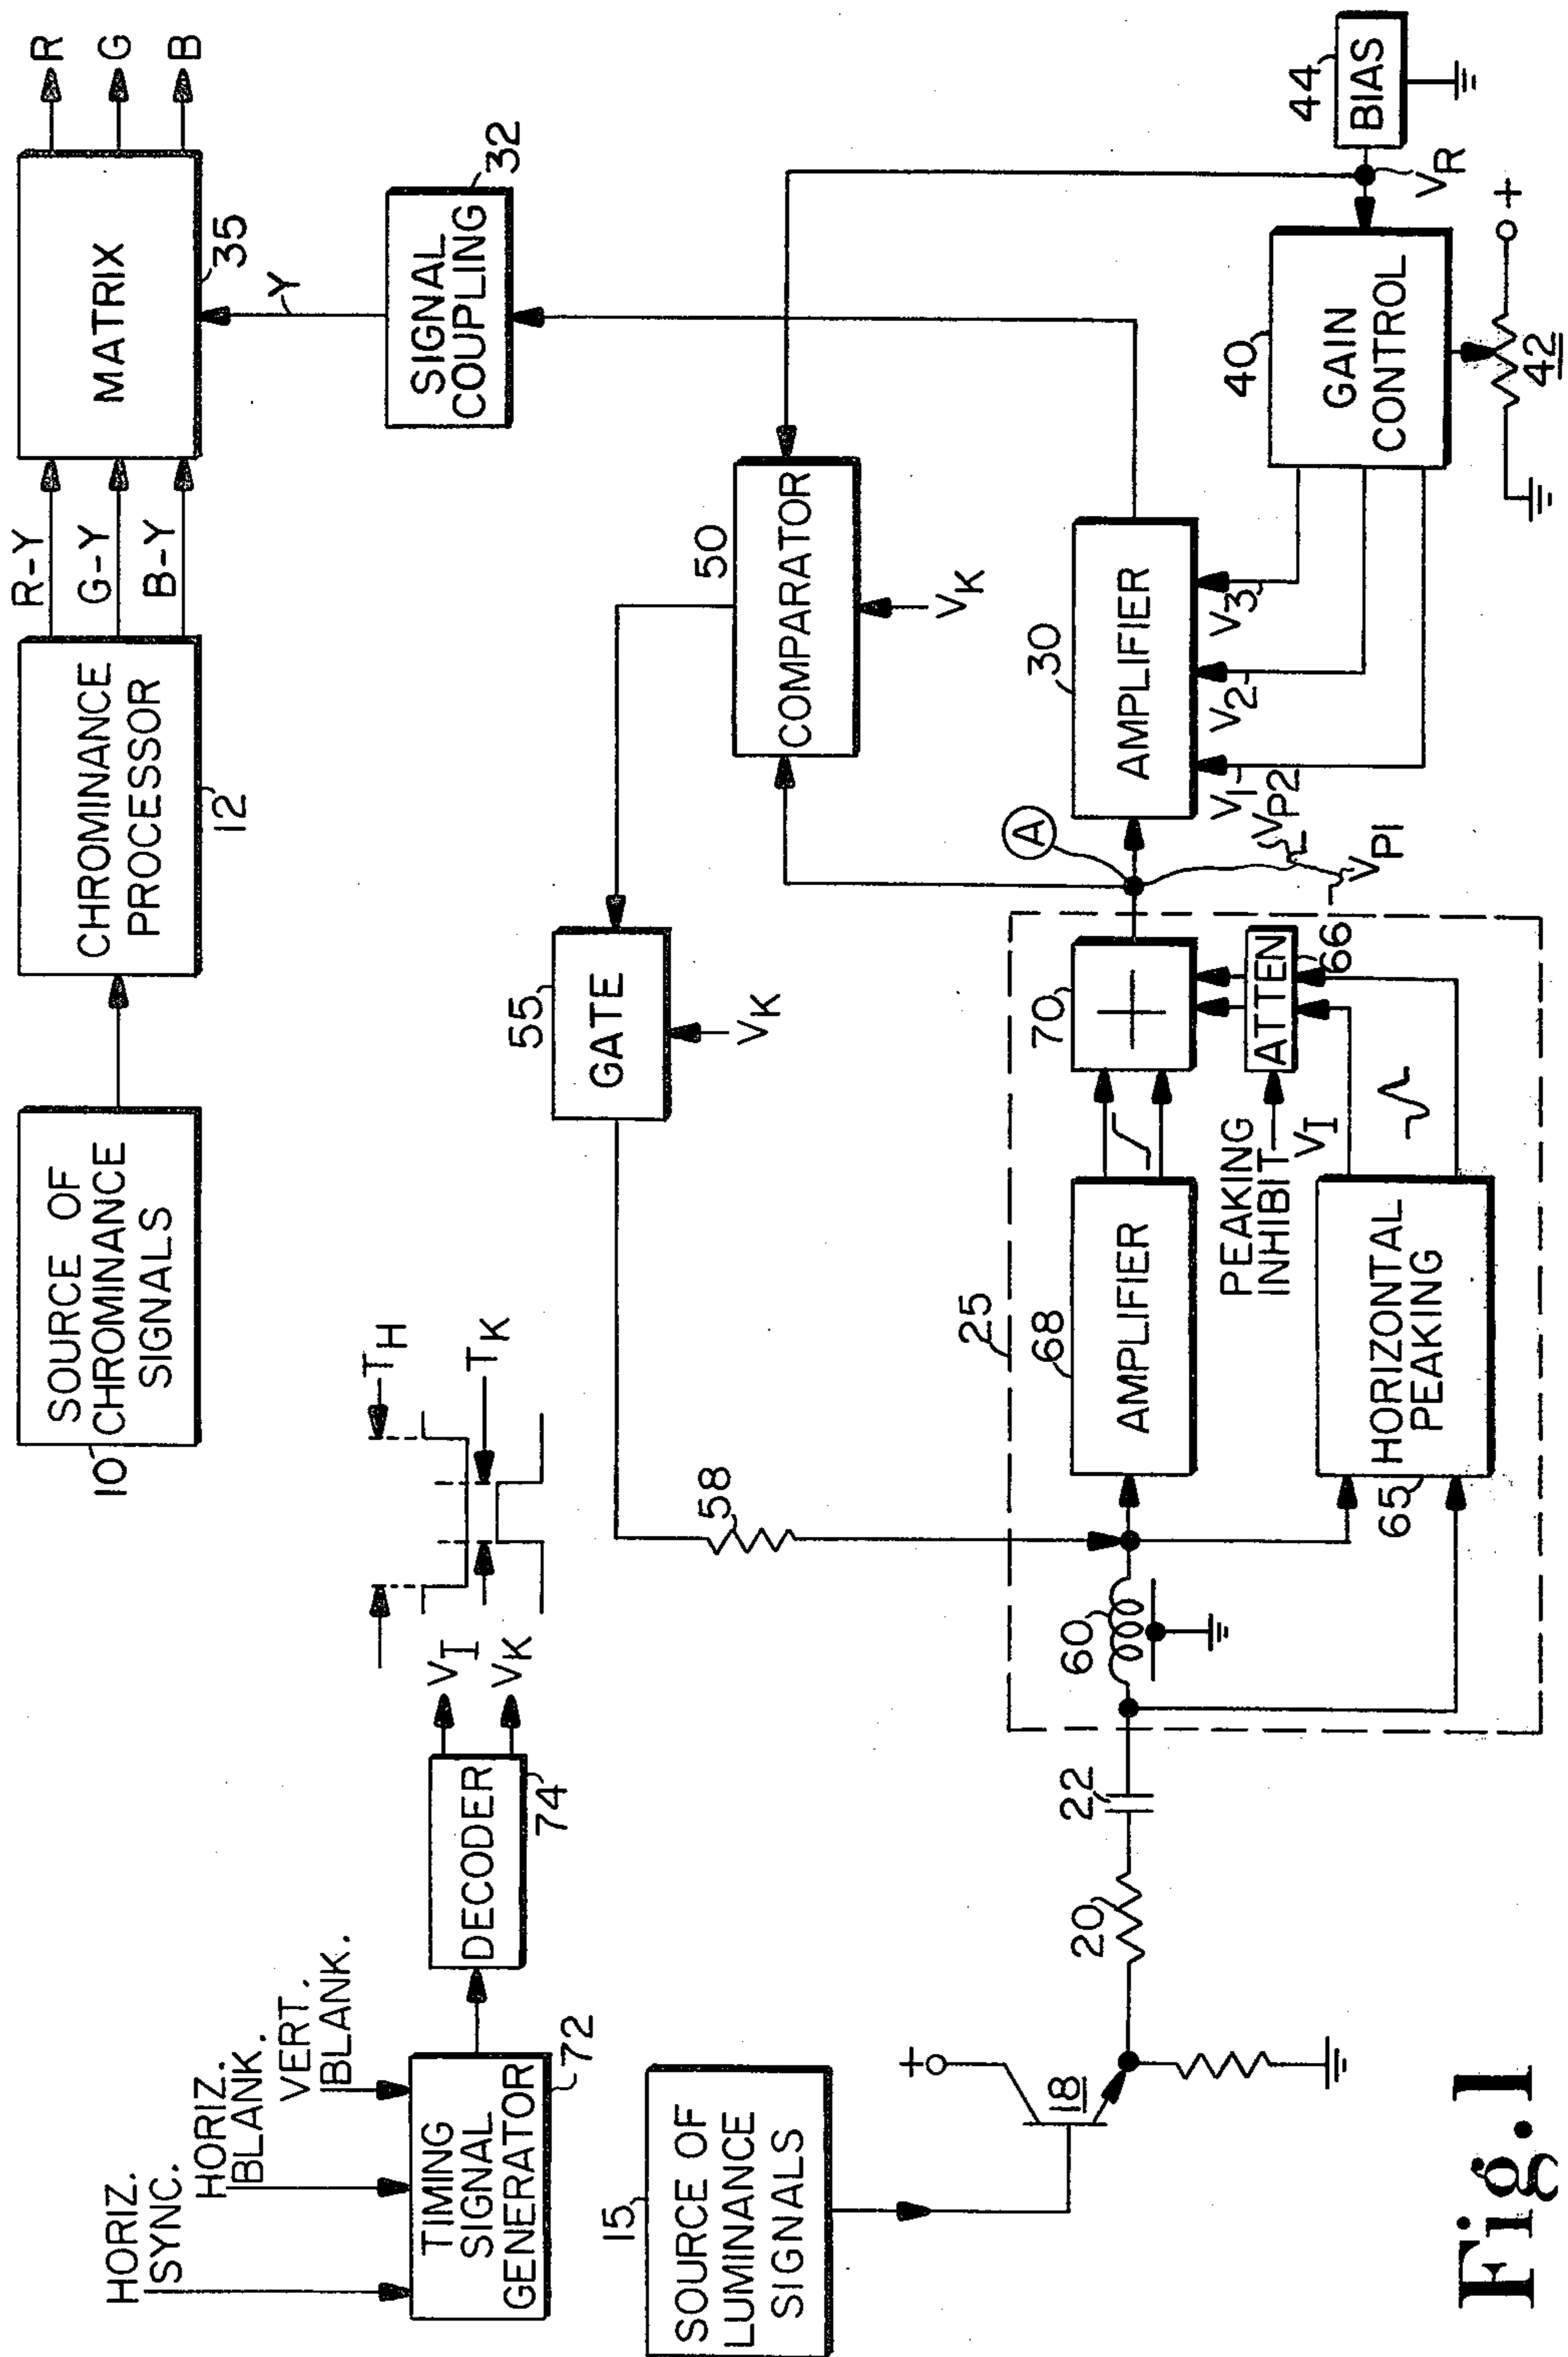 R
G
B
R-Y
G-Y
B-Y
MATRIX
35
CHROMINANCE
PROCESSOR
12
SOURCE OF
CHROMINANCE
SIGNALS
10
Y
SIGNAL
COUPLING
32
HORIZ.
SYNC.
HORIZ.
BLANK.
VERT.
BLANK.
TIMING
SIGNAL
GENERATOR
72
DECODER
74
VI
VK
TH
TK
GATE
55
VK
COMPARATOR
50
VK
58
SOURCE OF
LUMINANCE
SIGNALS
15
+
18
20
22
25
60
AMPLIFIER
68
HORIZONTAL
PEAKING
65
PEAKING
INHIBIT
VI
ATTEN
66
70
+
A
VP1
VP2
AMPLIFIER
30
V1
V2
V3
GAIN
CONTROL
40
42
+
VR
BIAS
44
Fig.1